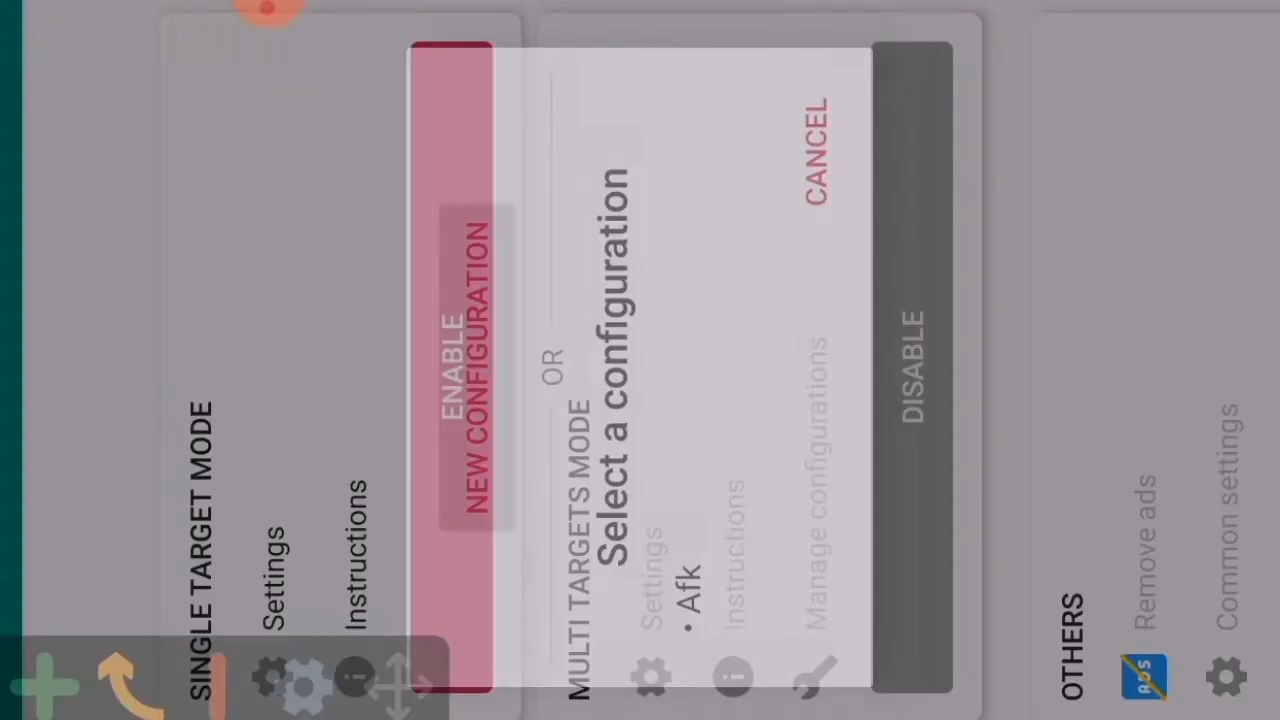 SINGLE TARGET MODE
Settings
Instructions
ENABLE
NEW CONFIGURATION
OR
MULTI TARGETS MODE
Select a configuration
Settings
• Afk
Instructions
Manage configurations
CANCEL
DISABLE
OTHERS
ADS
Remove ads
Common settings